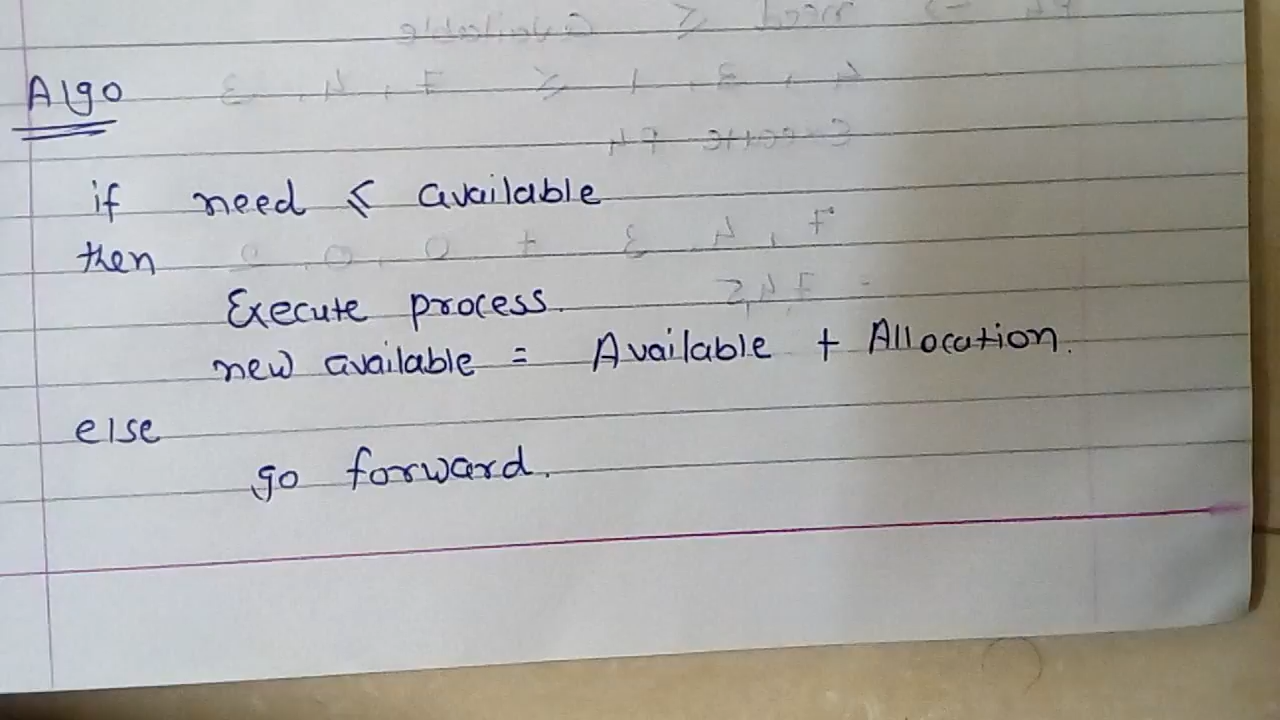 Algo
if need ≤ available
then
Execute process.
new available = Available + Allocation.
else
go forward.